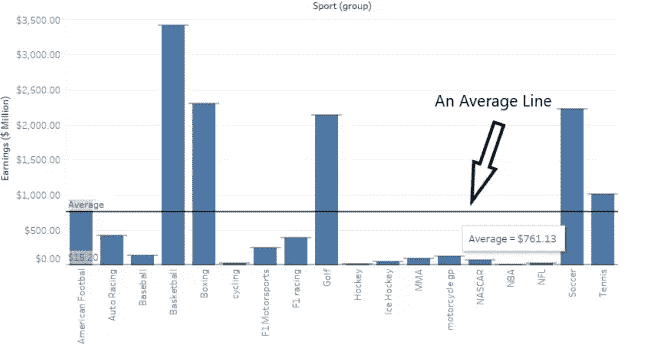 Sport (group)
Earnings ($ Million)
$3,500.00
$3,000.00
$2,500.00
$2,000.00
$1,500.00
$1,000.00
$500.00
$0.00
An Average Line
Average
Average = $761.13
$15.20
American Footbal
Auto Racing
Baseball
Basketball
Boxing
cycling
F1 Motorsports
F1 racing
Golf
Hockey
Ice Hockey
MMA
motorcycle gp
NASCAR
NBA
NFL
Soccer
Tennis